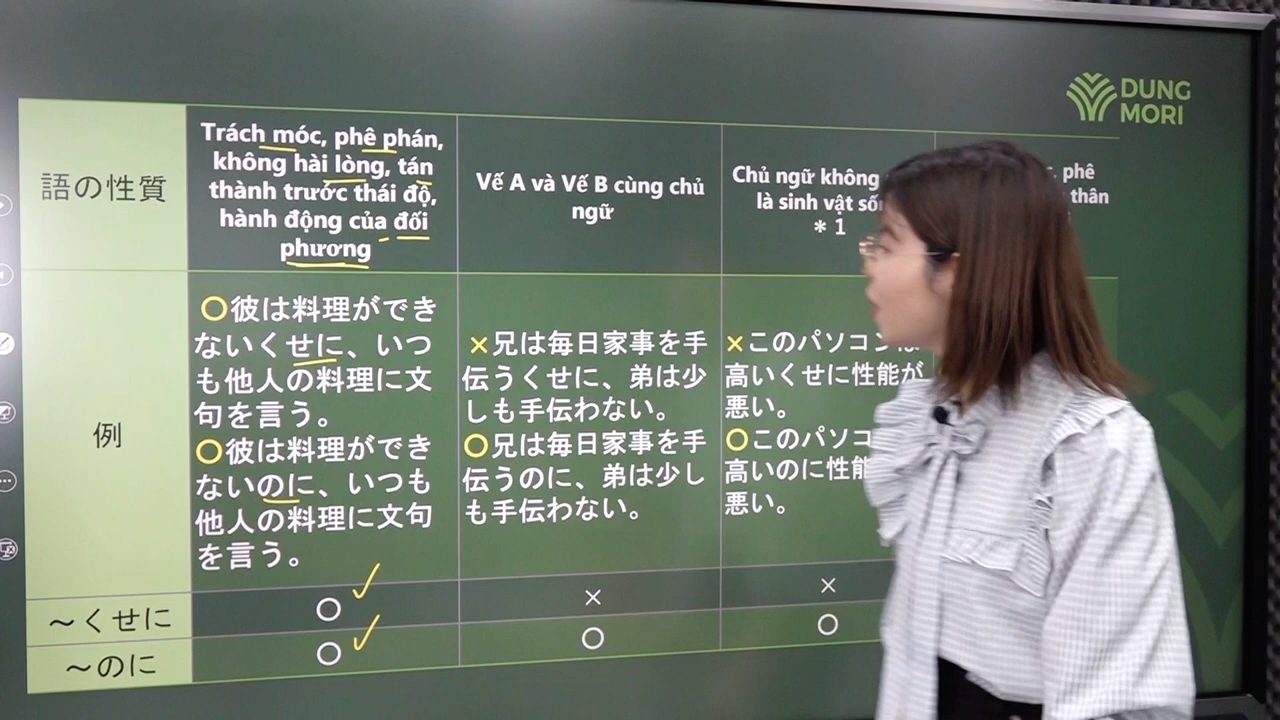 DUNG
MORI
語の性質
Trách móc, phê phán,
không hài lòng, tán
thành trước thái độ,
hành động của đối
phương
Vế A và Vế B cùng chủ
ngữ
Chủ ngữ không
là sinh vật
*1
phê
thân
例
○彼は料理ができ
ないくせに、いつ
も他人の料理に文
句を言う。
○彼は料理ができ
ないのに、いつも
他人の料理に文句
を言う。
×兄は毎日家事を手
伝うくせに、弟は少
しも手伝わない。
○兄は毎日家事を手
伝うのに、弟は少し
も手伝わない。
×このパソコンは
高いくせに性能が
悪い。
○このパソコ
高いのに性能
悪い。
~くせに
○
×
×
~のに
○
○
○